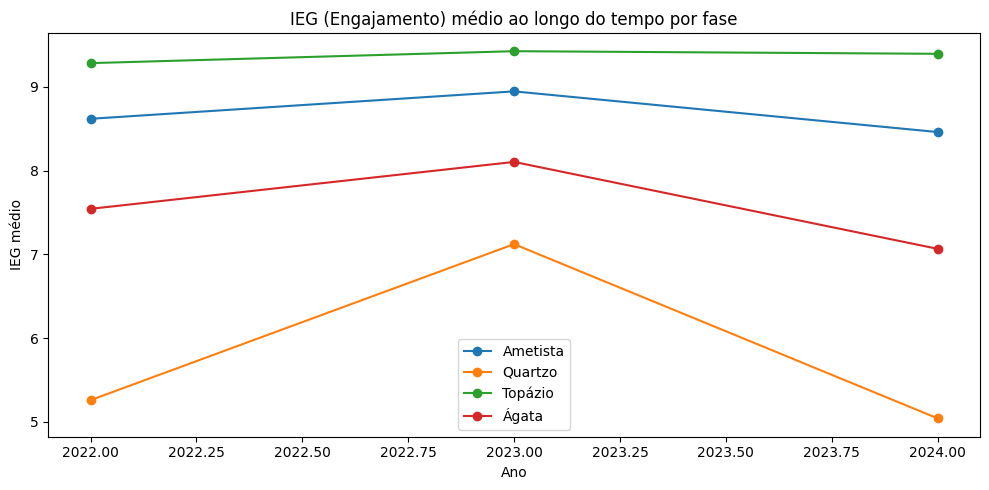 IEG (Engajamento) médio ao longo do tempo por fase
IEG médio
9
8
7
6
5
Ametista
Quartzo
Topázio
Ágata
2022.00 2022.25 2022.50 2022.75 2023.00 2023.25 2023.50 2023.75 2024.00
Ano